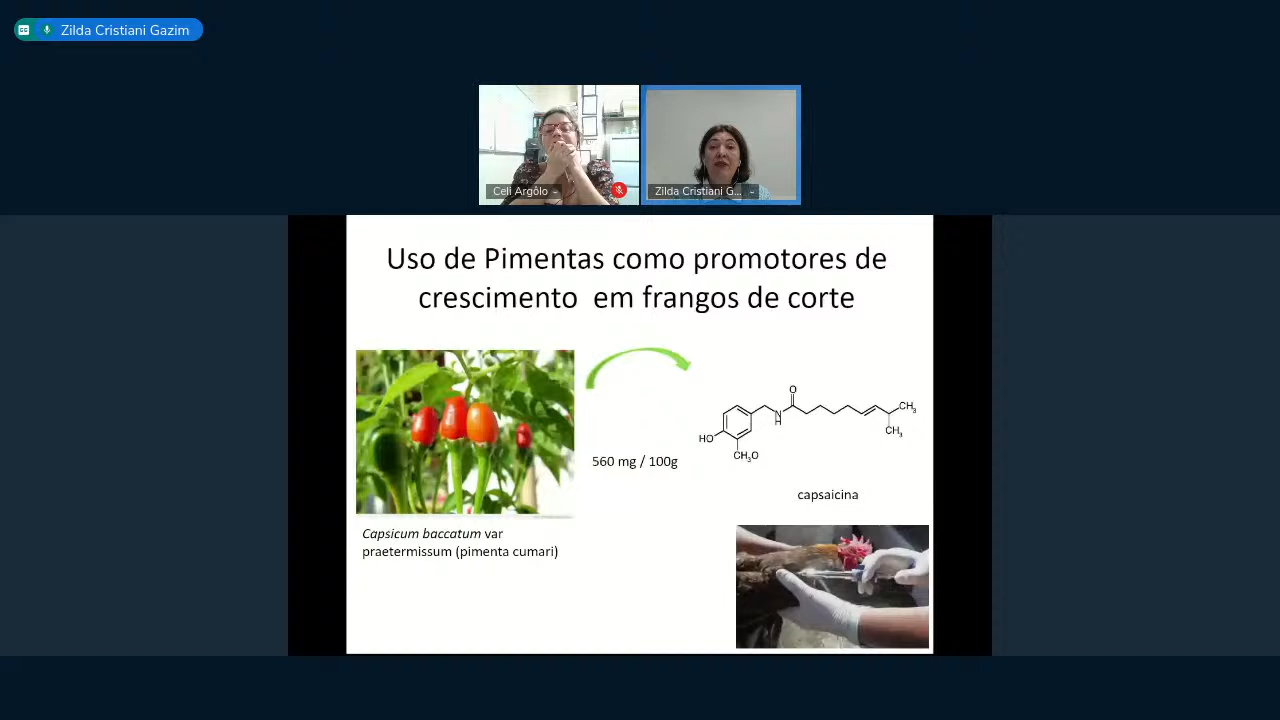 Zilda Cristiani Gazim
Celi Argôlo
Zilda Cristiani G...
Uso de Pimentas como promotores de
crescimento em frangos de corte
560 mg / 100g
O
N
H
HO
CH₃O
CH₃
CH₃
capsaicina
Capsicum baccatum var
praetermissum (pimenta cumari)